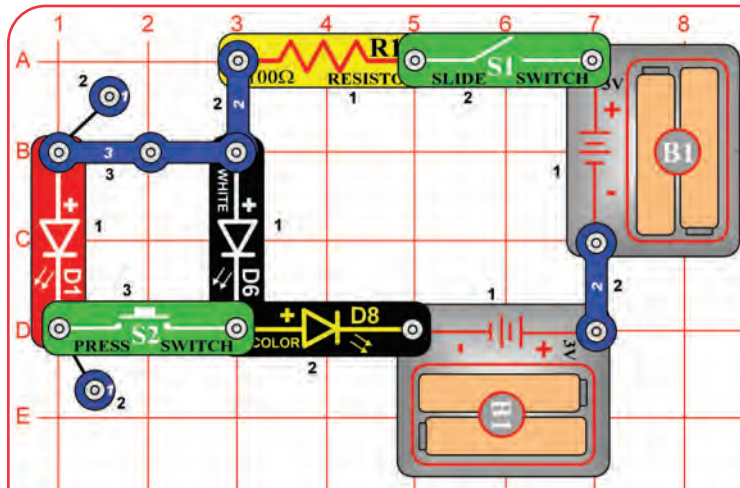 1 2 3 4 5 6 7 8
A
R1
100Ω RESISTO
1
SLIDE S1 SWITCH
2
3V
+
-
B1
1
2
1
2
2
B
3
3
+
D1
1
WHITE
+
D6
1
C
2
2
3
D
PRESS S2 SWITCH
+
D8
COLOR
2
1
-
+
3V
B1
2
E